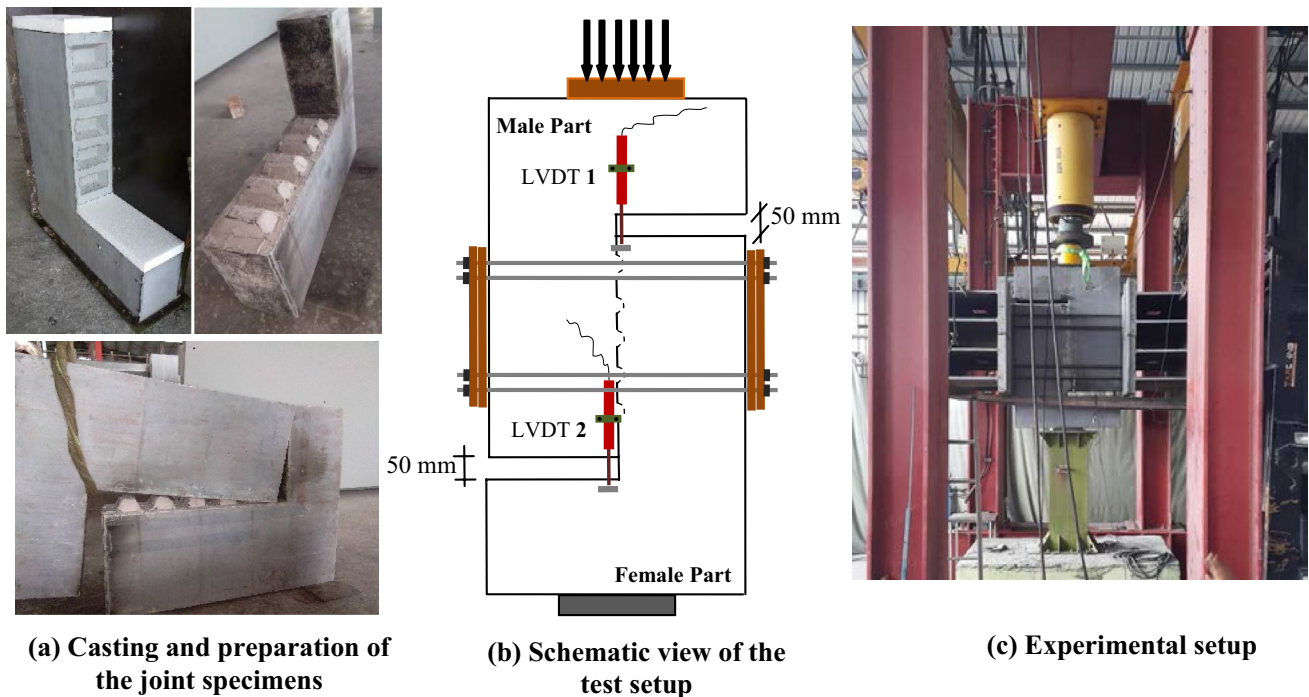 Male Part
LVDT 1
50 mm
LVDT 2
50 mm
Female Part
(a) Casting and preparation of
the joint specimens
(b) Schematic view of the
test setup
(c) Experimental setup